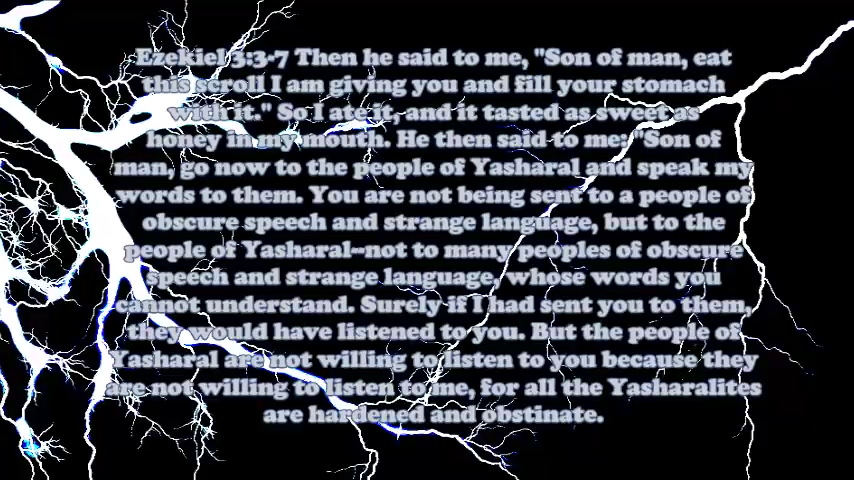 Ezekiel 3:3-7 Then he said to me, "Son of man, eat
this scroll I am giving you and fill your stomach
with it." So I ate it, and it tasted as sweet as
honey in my mouth. He then said to me: "Son of
man, go now to the people of Yasharal and speak my
words to them. You are not being sent to a people of
obscure speech and strange language, but to the
people of Yasharal--not to many peoples of obscure
speech and strange language, whose words you
cannot understand. Surely if I had sent you to them,
they would have listened to you. But the people of
Yasharal are not willing to listen to you because they
are not willing to listen to me, for all the Yasharalites
are hardened and obstinate.